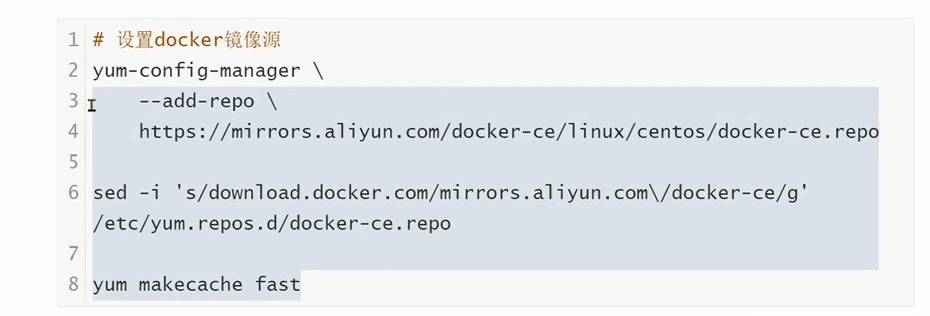 1 # 设置docker镜像源
2 yum-config-manager \
3     --add-repo \
4     https://mirrors.aliyun.com/docker-ce/linux/centos/docker-ce.repo
5
6 sed -i 's/download.docker.com/mirrors.aliyun.com\/docker-ce/g'
/etc/yum.repos.d/docker-ce.repo
7
8 yum makecache fast